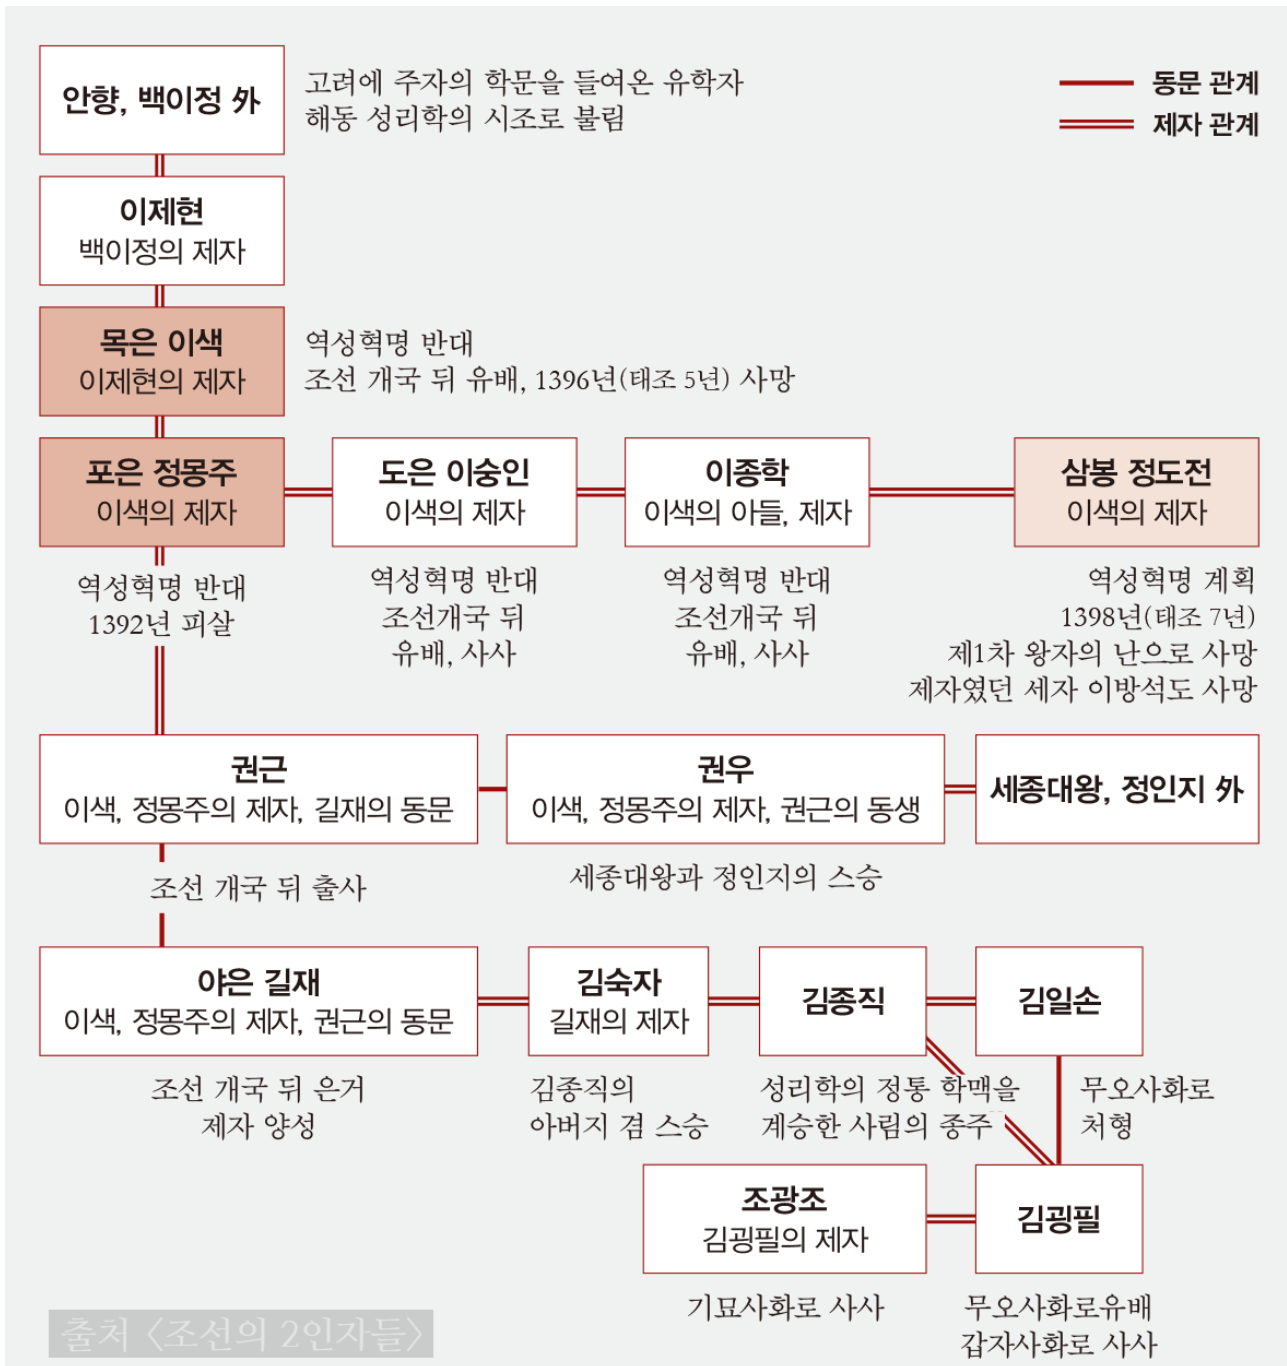 안향, 백이정 外
고려에 주자의 학문을 들여온 유학자
해동 성리학의 시조로 불림
동문 관계
제자 관계
이제현
백이정의 제자
목은 이색
이제현의 제자
역성혁명 반대
조선 개국 뒤 유배, 1396년(태조 5년) 사망
포은 정몽주
이색의 제자
도은 이숭인
이색의 제자
이종학
이색의 아들, 제자
삼봉 정도전
이색의 제자
역성혁명 반대
1392년 피살
역성혁명 반대
조선개국 뒤
유배, 사사
역성혁명 반대
조선개국 뒤
유배, 사사
역성혁명 계획
1398년(태조 7년)
제1차 왕자의 난으로 사망
제자였던 세자 이방석도 사망
권근
이색, 정몽주의 제자, 길재의 동문
권우
이색, 정몽주의 제자, 권근의 동생
세종대왕, 정인지 外
조선 개국 뒤 출사
세종대왕과 정인지의 스승
야은 길재
이색, 정몽주의 제자, 권근의 동문
김숙자
길재의 제자
김종직
김일손
조선 개국 뒤 은거
제자 양성
김종직의
아버지 겸 스승
성리학의 정통 학맥을
계승한 사림의 종주
무오사화로
처형
조광조
김굉필의 제자
김굉필
기묘사화로 사사
무오사화로유배
갑자사화로 사사
출처 〈조선의 2인자들〉